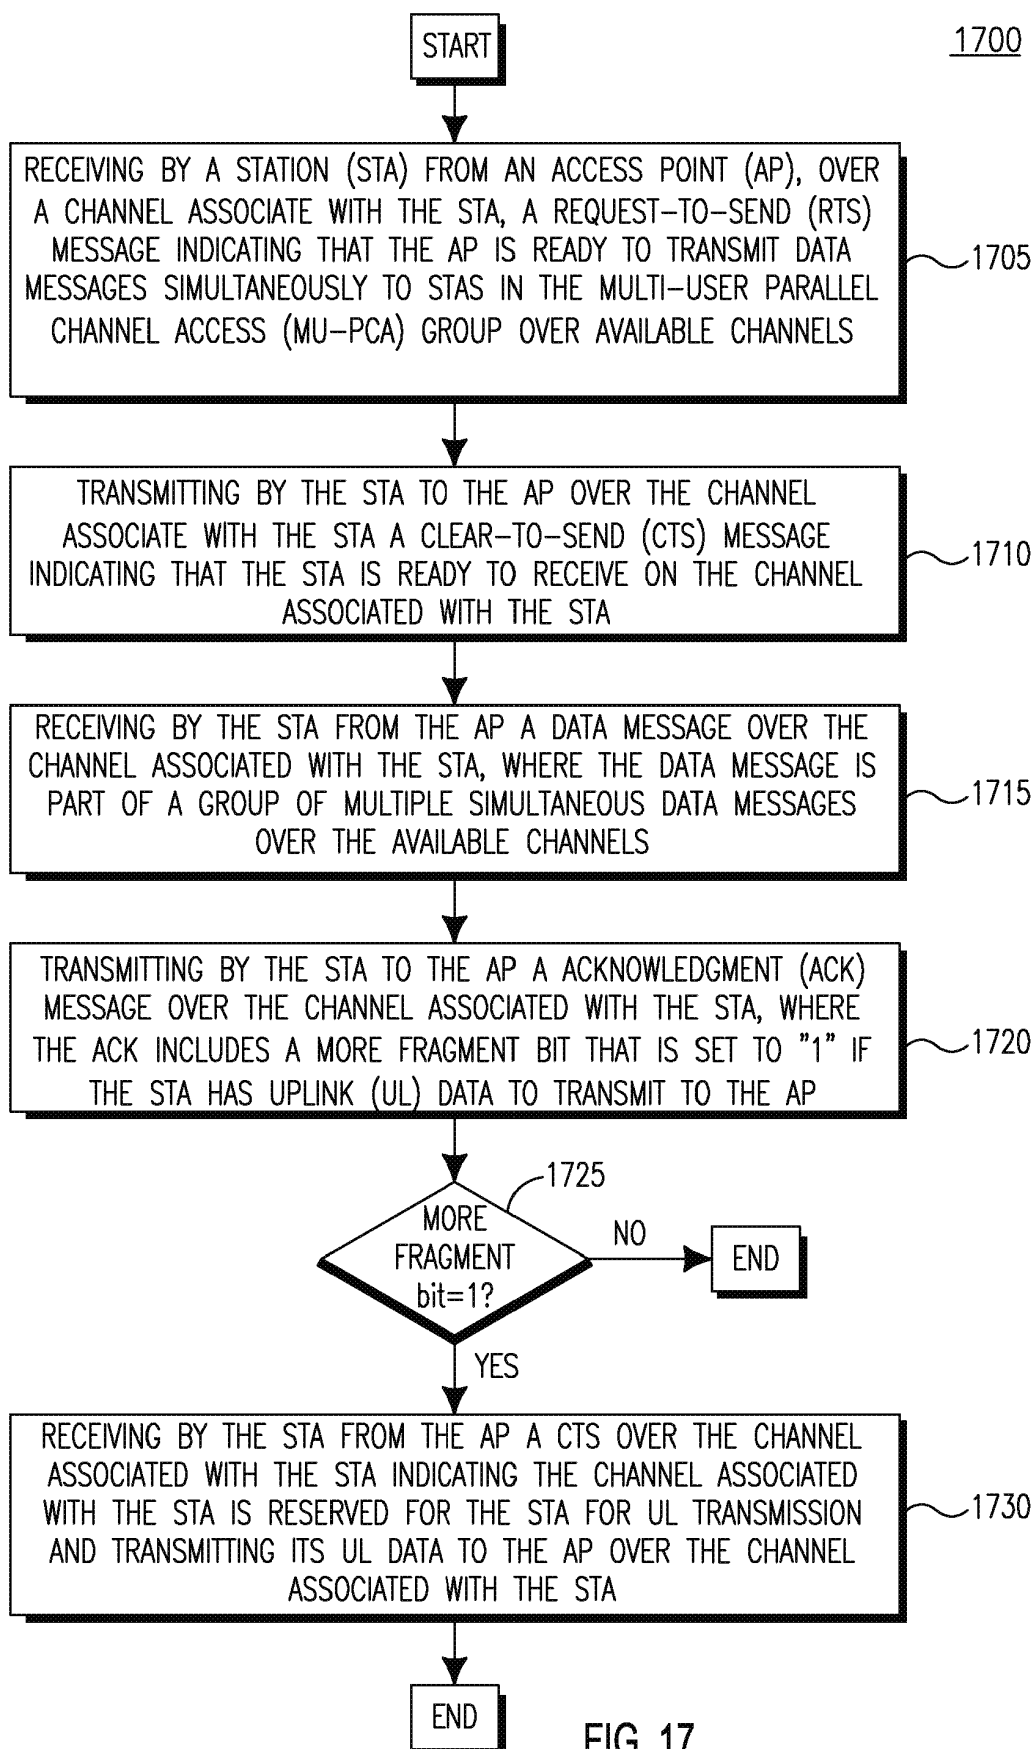 START
1700
RECEIVING BY A STATION (STA) FROM AN ACCESS POINT (AP), OVER
A CHANNEL ASSOCIATE WITH THE STA, A REQUEST-TO-SEND (RTS)
MESSAGE INDICATING THAT THE AP IS READY TO TRANSMIT DATA
MESSAGES SIMULTANEOUSLY TO STAS IN THE MULTI-USER PARALLEL
CHANNEL ACCESS (MU-PCA) GROUP OVER AVAILABLE CHANNELS
1705
TRANSMITTING BY THE STA TO THE AP OVER THE CHANNEL
ASSOCIATE WITH THE STA A CLEAR-TO-SEND (CTS) MESSAGE
INDICATING THAT THE STA IS READY TO RECEIVE ON THE CHANNEL
ASSOCIATED WITH THE STA
1710
RECEIVING BY THE STA FROM THE AP A DATA MESSAGE OVER THE
CHANNEL ASSOCIATED WITH THE STA, WHERE THE DATA MESSAGE IS
PART OF A GROUP OF MULTIPLE SIMULTANEOUS DATA MESSAGES
OVER THE AVAILABLE CHANNELS
1715
TRANSMITTING BY THE STA TO THE AP A ACKNOWLEDGMENT (ACK)
MESSAGE OVER THE CHANNEL ASSOCIATED WITH THE STA, WHERE
THE ACK INCLUDES A MORE FRAGMENT BIT THAT IS SET TO "1" IF
THE STA HAS UPLINK (UL) DATA TO TRANSMIT TO THE AP
1720
1725
MORE
FRAGMENT
bit=1?
NO
END
YES
RECEIVING BY THE STA FROM THE AP A CTS OVER THE CHANNEL
ASSOCIATED WITH THE STA INDICATING THE CHANNEL ASSOCIATED
WITH THE STA IS RESERVED FOR THE STA FOR UL TRANSMISSION
AND TRANSMITTING ITS UL DATA TO THE AP OVER THE CHANNEL
ASSOCIATED WITH THE STA
1730
END
FIG. 17